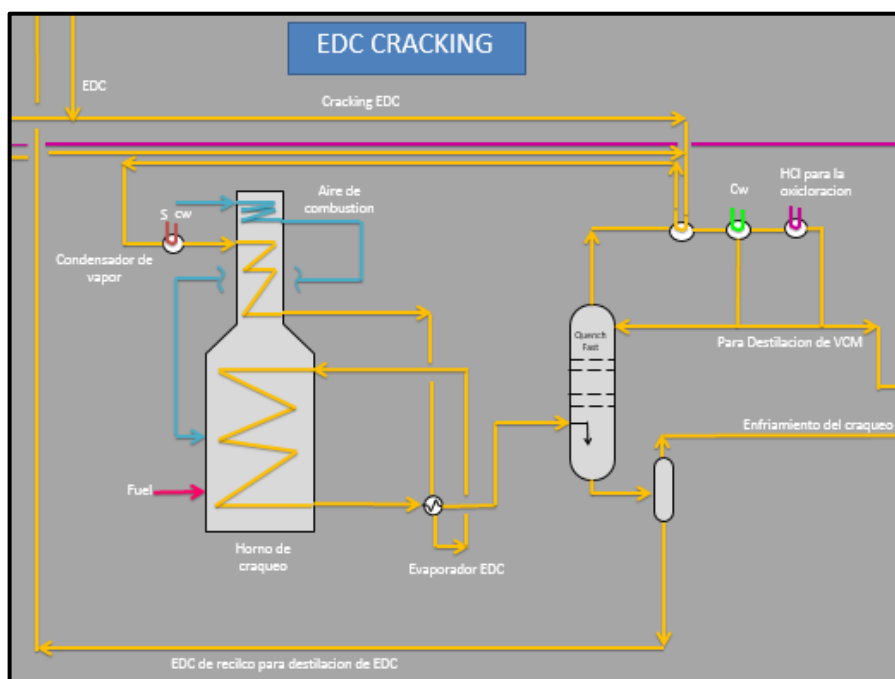 EDC CRACKING
EDC
Cracking EDC
Aire de
combustion
S cw
Condensador de
vapor
Cw
HCl para la
oxicloracion
Quench
Fast
Para Destilacion de VCM
Enfriamiento del craqueo
Fuel
Horno de
craqueo
Evaporador EDC
EDC de recilco para destilacion de EDC